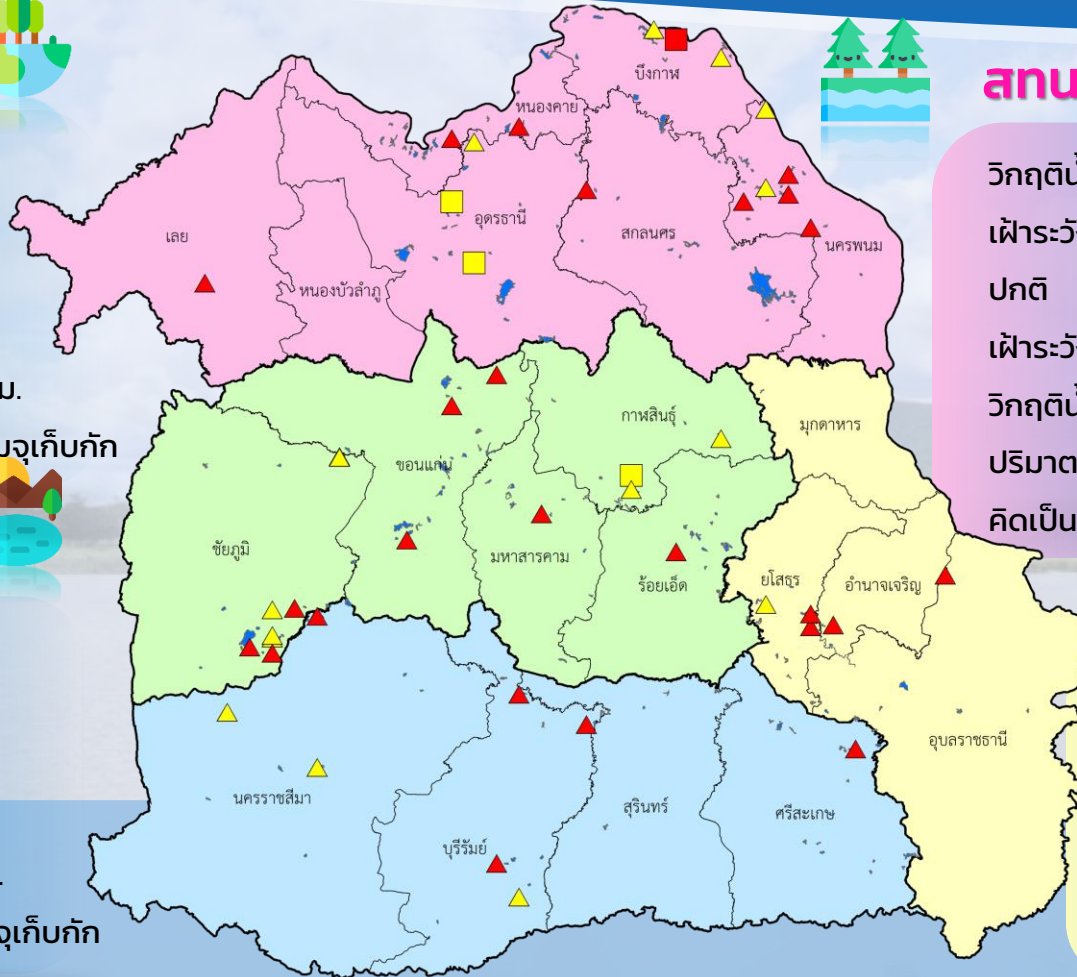 สทน
วิกฤติน้
เฝ้าระวั
ปกติ
เฝ้าระวั
วิกฤติน้
ปริมาต
คิดเป็น
ม.
มจุเก็บกัก
.
จุเก็บกัก
บึงกาฬ
หนองคาย
เลย
อุดรธานี
สกลนคร
นครพนม
หนองบัวลำภู
กาฬสินธุ์
มุกดาหาร
ขอนแก่น
ชัยภูมิ
มหาสารคาม
ร้อยเอ็ด
ยโสธร
อำนาจเจริญ
อุบลราชธานี
นครราชสีมา
บุรีรัมย์
สุรินทร์
ศรีสะเกษ